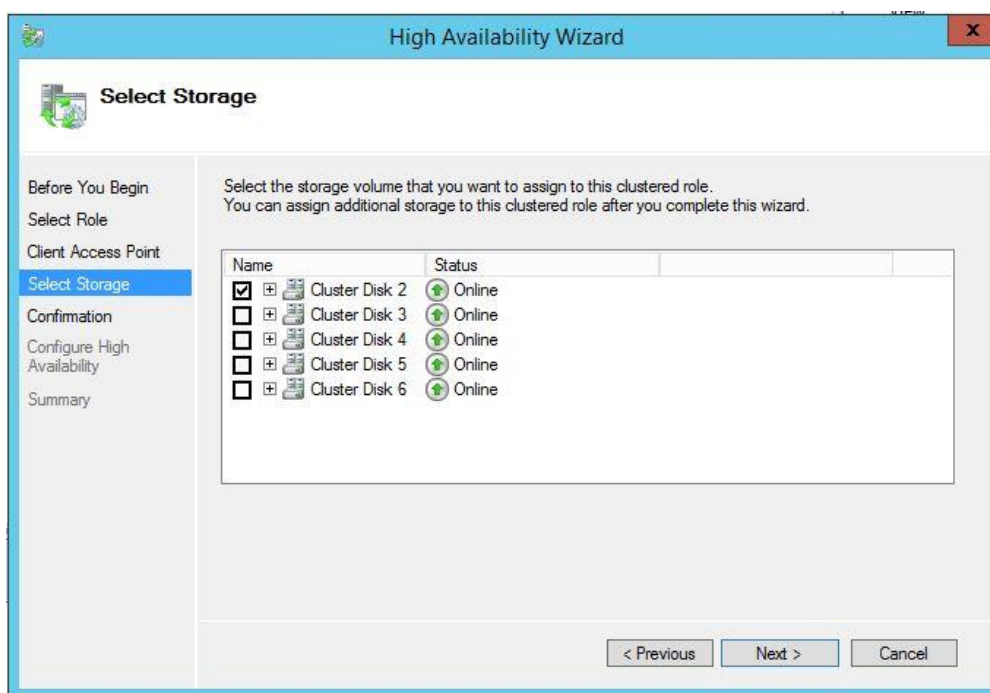 High Availability Wizard
x
Select Storage
Before You Begin
Select Role
Client Access Point
Select Storage
Confirmation
Configure High
Availability
Summary
Select the storage volume that you want to assign to this clustered role.
You can assign additional storage to this clustered role after you complete this wizard.
Name Status
Cluster Disk 2 Online
Cluster Disk 3 Online
Cluster Disk 4 Online
Cluster Disk 5 Online
Cluster Disk 6 Online
< Previous Next > Cancel